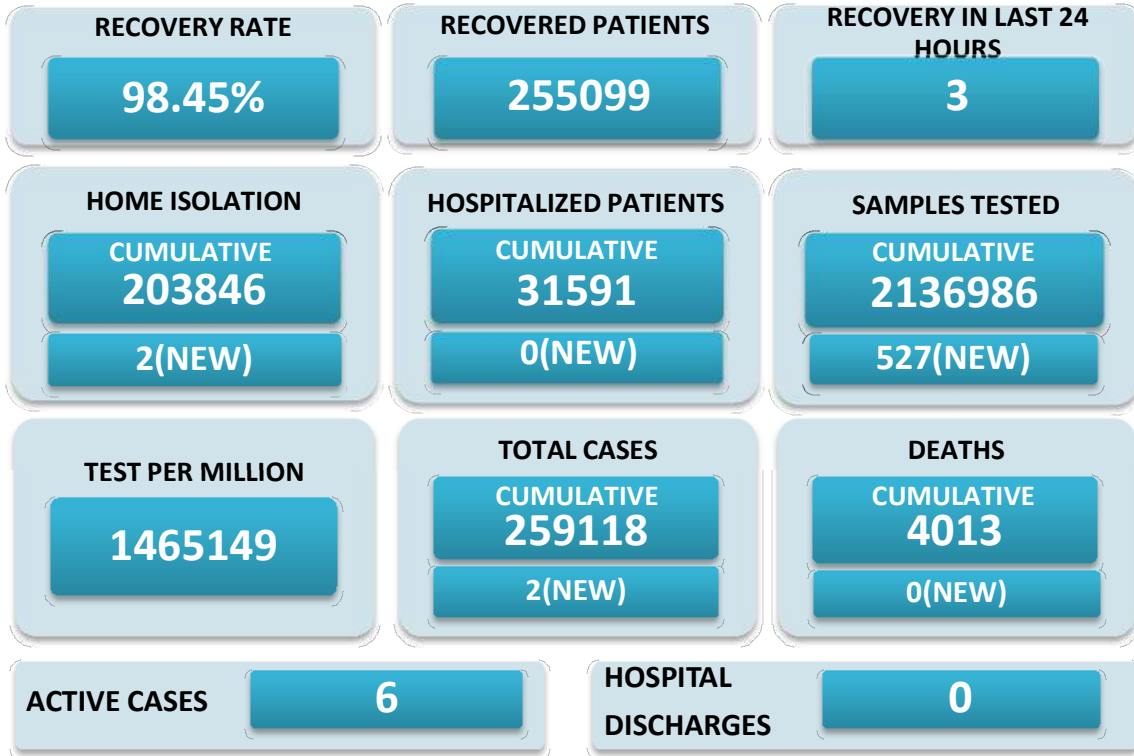 RECOVERY RATE
98.45%
RECOVERED PATIENTS
255099
RECOVERY IN LAST 24
HOURS
3
HOME ISOLATION
CUMULATIVE
203846
2(NEW)
HOSPITALIZED PATIENTS
CUMULATIVE
31591
0(NEW)
SAMPLES TESTED
CUMULATIVE
2136986
527(NEW)
TEST PER MILLION
1465149
TOTAL CASES
CUMULATIVE
259118
2(NEW)
DEATHS
CUMULATIVE
4013
0(NEW)
ACTIVE CASES
6
HOSPITAL
DISCHARGES
0